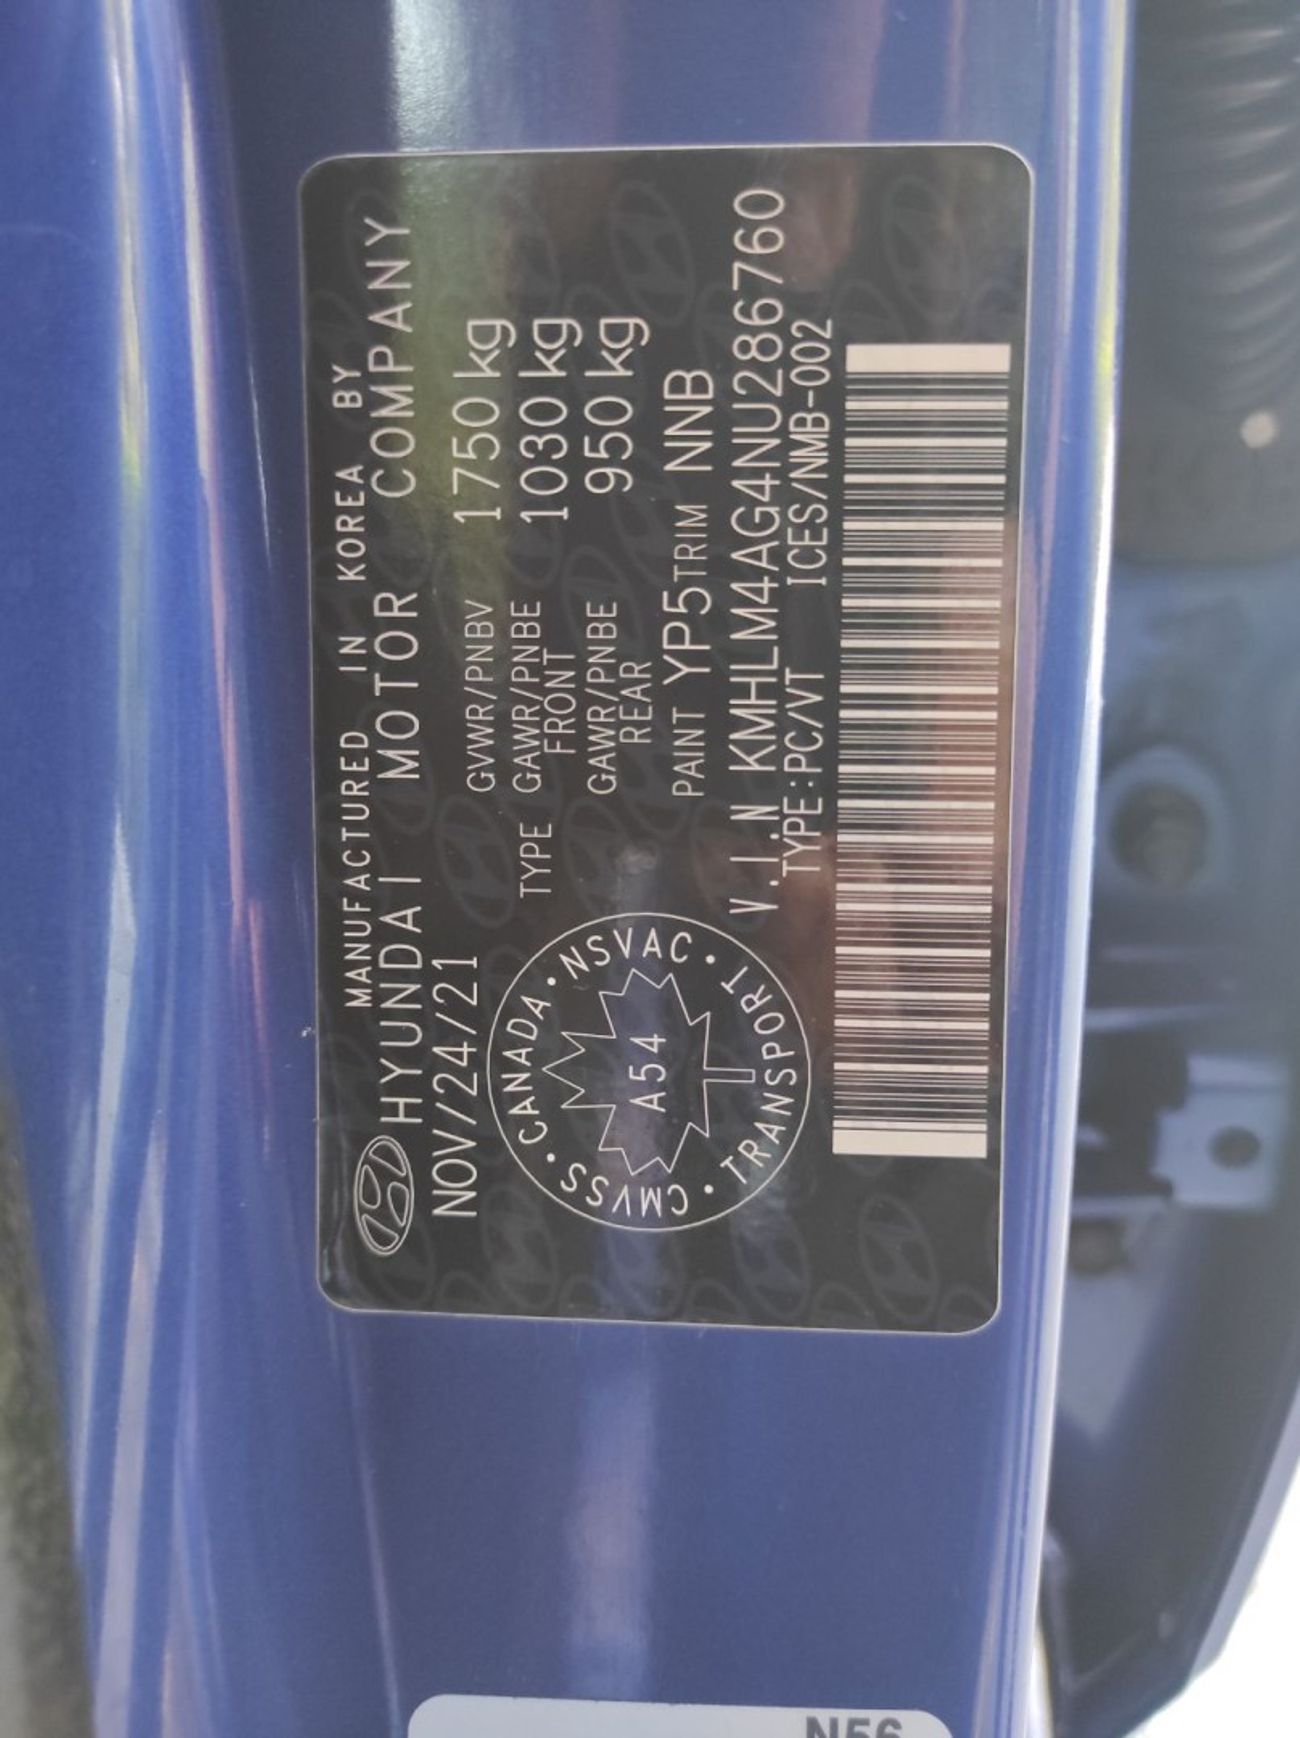 MANUFACTURED IN KOREA BY
HYUNDAI MOTOR COMPANY
NOV/24/21
GVWR/PNBV 1750 kg
TYPE GAWR/PNBE FRONT 1030 kg
GAWR/PNBE REAR 950 kg
PAINT YP5 TRIM NNB
V.I.N KMHLM4AG4NU286760
TYPE:PC/VT ICES/NMB-002
CMVSS · CANADA · NSVAC · TRANSPORT ·
A54
N56